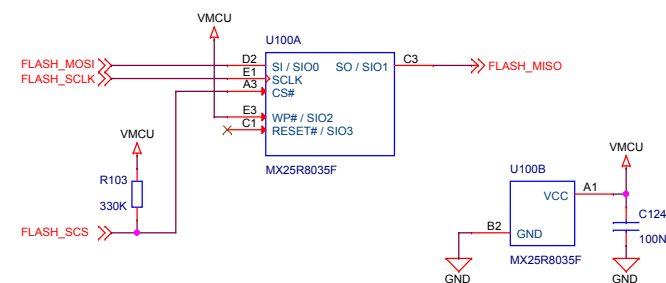 VMCU
U100A
FLASH_MOSI D2 SI / SIO0 SO / SIO1 C3 FLASH_MISO
FLASH_SCLK E1 SCLK
A3 CS#
E3 WP# / SIO2
C1 RESET# / SIO3
MX25R8035F
VMCU
R103
330K
FLASH_SCS
VMCU
U100B
VCC A1
C124
100N
B2 GND
MX25R8035F
GND
GND